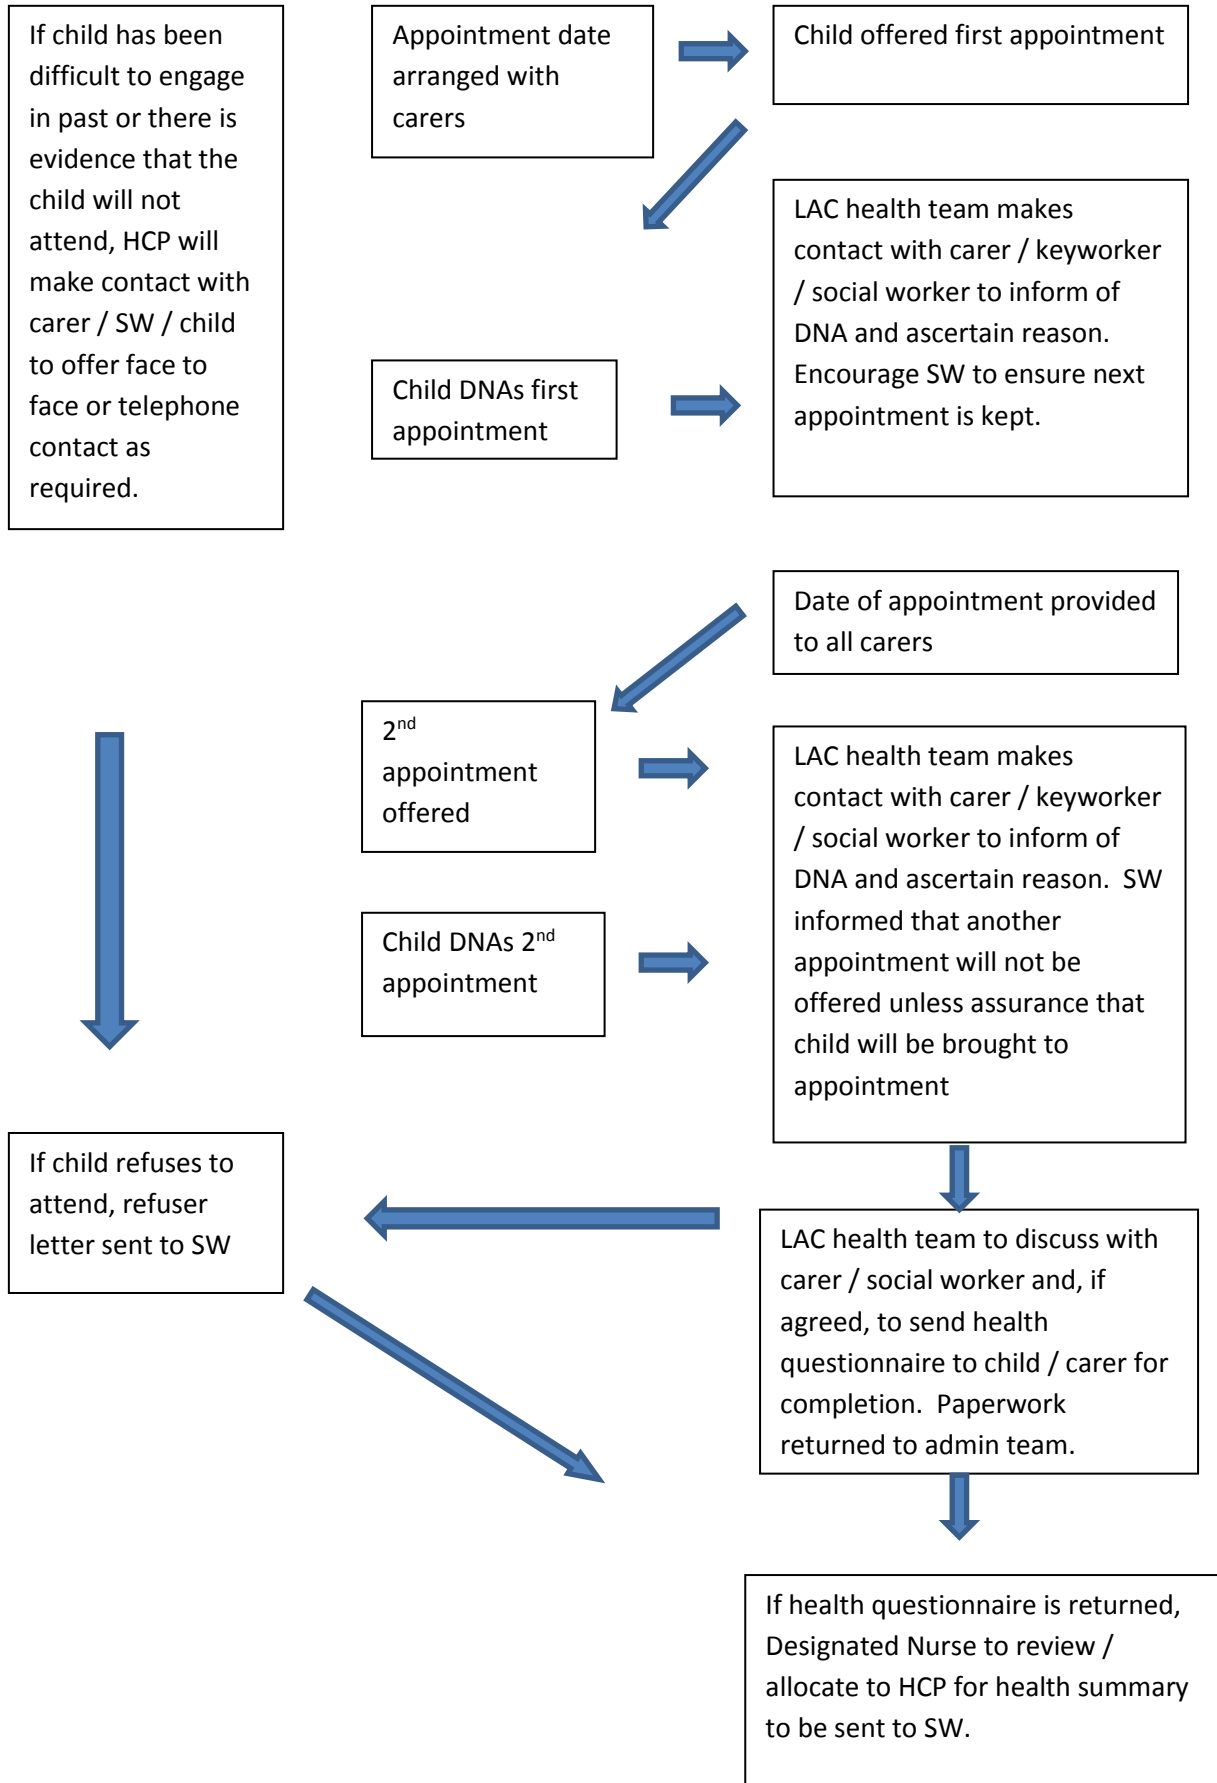 If child has been
difficult to engage
in past or there is
evidence that the
child will not
attend, HCP will
make contact with
carer / SW / child
to offer face to
face or telephone
contact as
required.
Appointment date
arranged with
carers
Child offered first appointment
LAC health team makes
contact with carer / keyworker
/ social worker to inform of
DNA and ascertain reason.
Encourage SW to ensure next
appointment is kept.
Child DNAs first
appointment
Date of appointment provided
to all carers
2nd
appointment
offered
LAC health team makes
contact with carer / keyworker
/ social worker to inform of
DNA and ascertain reason.  SW
informed that another
appointment will not be
offered unless assurance that
child will be brought to
appointment
Child DNAs 2nd
appointment
If child refuses to
attend, refuser
letter sent to SW
LAC health team to discuss with
carer / social worker and, if
agreed, to send health
questionnaire to child / carer for
completion.  Paperwork
returned to admin team.
If health questionnaire is returned,
Designated Nurse to review /
allocate to HCP for health summary
to be sent to SW.